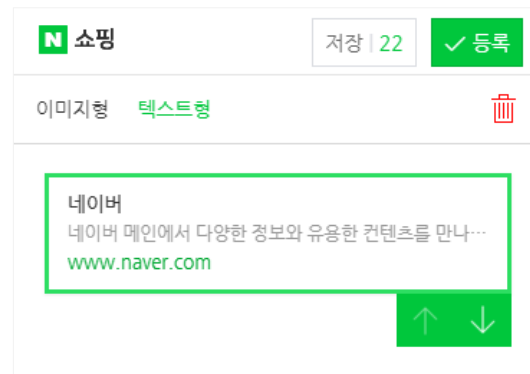 N 쇼핑
저장 22
등록
이미지형 텍스트형
네이버
네이버 메인에서 다양한 정보와 유용한 컨텐츠를 만나…
www.naver.com